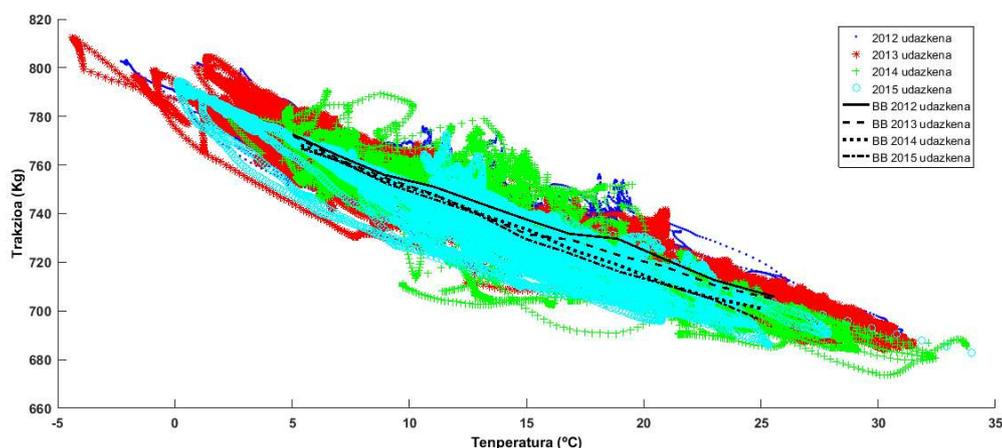 820
800
780
760
740
720
700
680
660
Trakzioa (Kg)
-5
0
5
10
15
20
25
30
35
Tenperatura (ºC)
2012 udazkena
2013 udazkena
2014 udazkena
2015 udazkena
BB 2012 udazkena
BB 2013 udazkena
BB 2014 udazkena
BB 2015 udazkena